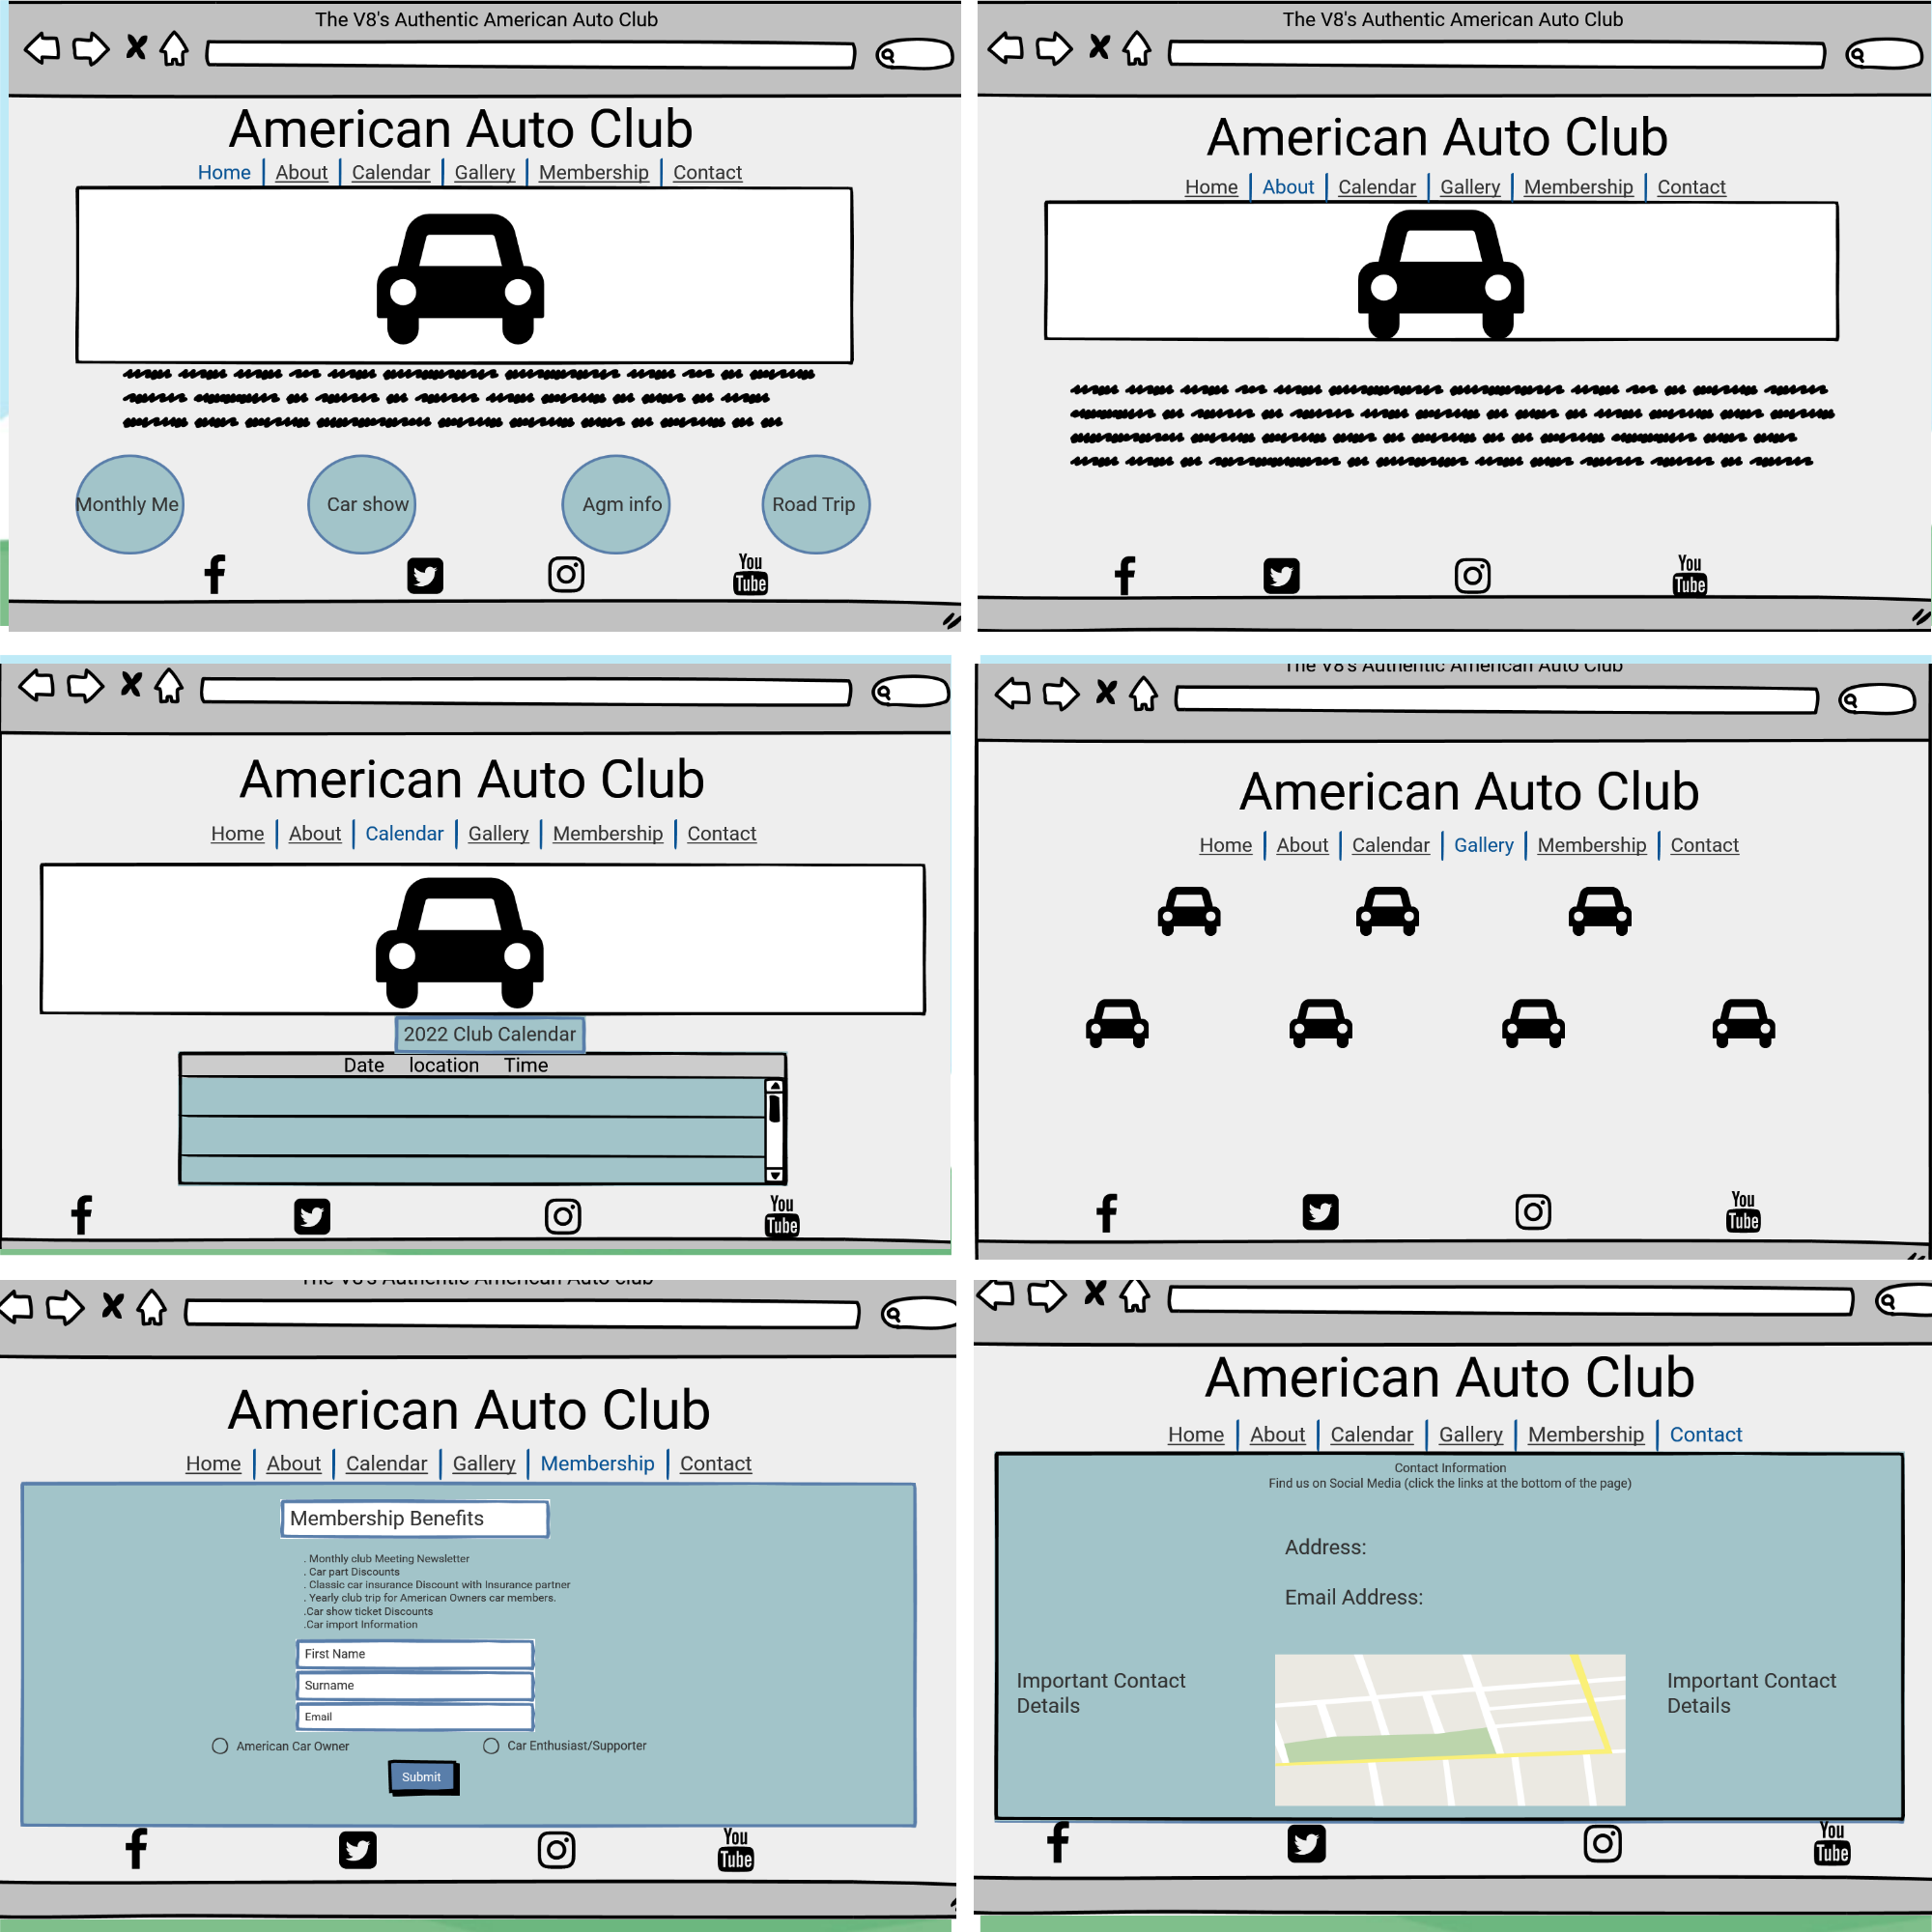 The V8's Authentic American Auto Club
American Auto Club
Home About Calendar Gallery Membership Contact
Monthly Me Car show Agm info Road Trip
You
Tube
The V8's Authentic American Auto Club
American Auto Club
Home About Calendar Gallery Membership Contact
You
Tube
American Auto Club
Home About Calendar Gallery Membership Contact
2022 Club Calendar
Date location Time
You
Tube
The V8's Authentic American Auto Club
American Auto Club
Home About Calendar Gallery Membership Contact
You
Tube
The V8's Authentic American Auto Club
American Auto Club
Home About Calendar Gallery Membership Contact
Membership Benefits
. Monthly club Meeting Newsletter
. Car part Discounts
. Classic car insurance Discount with Insurance partner
. Yearly club trip for American Owners car members.
.Car show ticket Discounts
.Car import Information
First Name
Surname
Email
American Car Owner Car Enthusiast/Supporter
Submit
You
Tube
American Auto Club
Home About Calendar Gallery Membership Contact
Contact Information
Find us on Social Media (click the links at the bottom of the page)
Address:
Email Address:
Important Contact
Details
Important Contact
Details
You
Tube